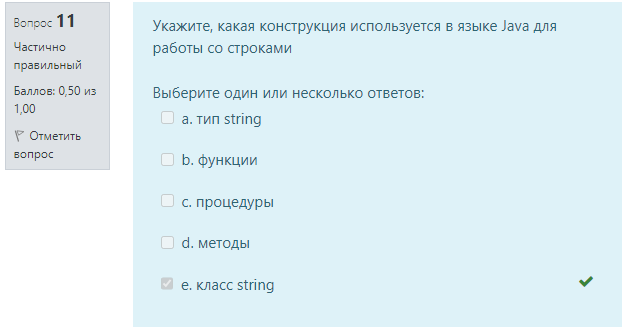 Вопрос 11
Частично
правильный
Баллов: 0,50 из
1,00
Отметить
вопрос
Укажите, какая конструкция используется в языке Java для
работы со строками
Выберите один или несколько ответов:
a. тип string
b. функции
c. процедуры
d. методы
e. класс string